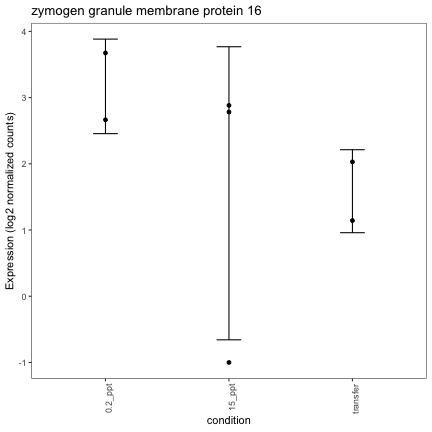 zymogen granule membrane protein 16
Expression (log2 normalized counts)
4
3
2
1
0
-1
0.2_ppt
15_ppt
transfer
condition